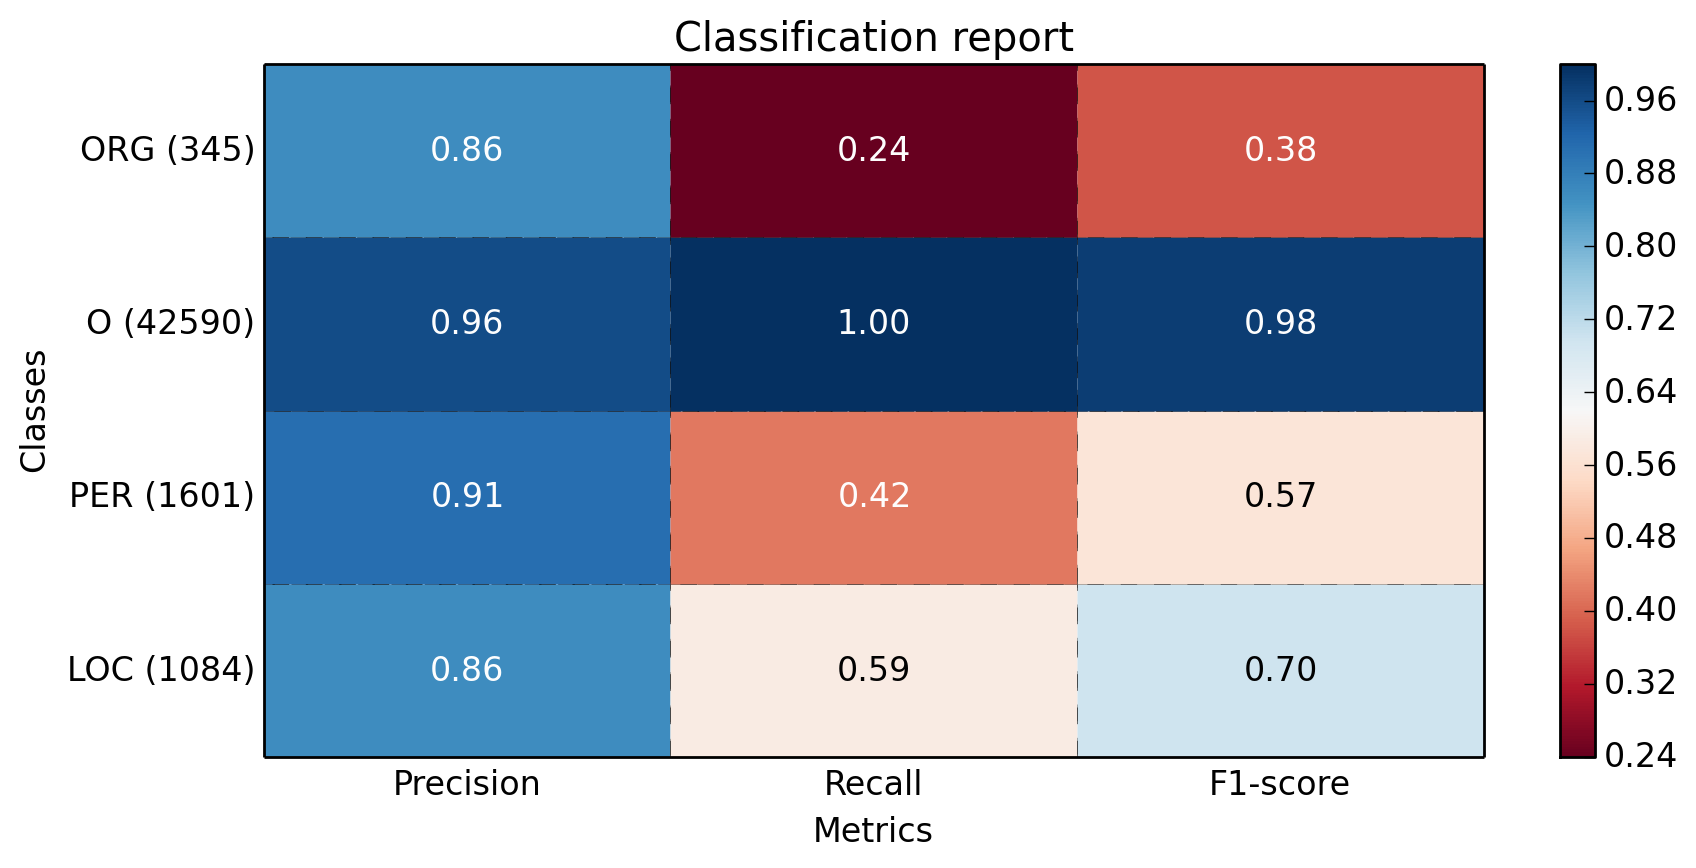 Classification report
ORG (345) 0.86 0.24 0.38
O (42590) 0.96 1.00 0.98
PER (1601) 0.91 0.42 0.57
LOC (1084) 0.86 0.59 0.70
Classes
Precision Recall F1-score
Metrics
0.96
0.88
0.80
0.72
0.64
0.56
0.48
0.40
0.32
0.24